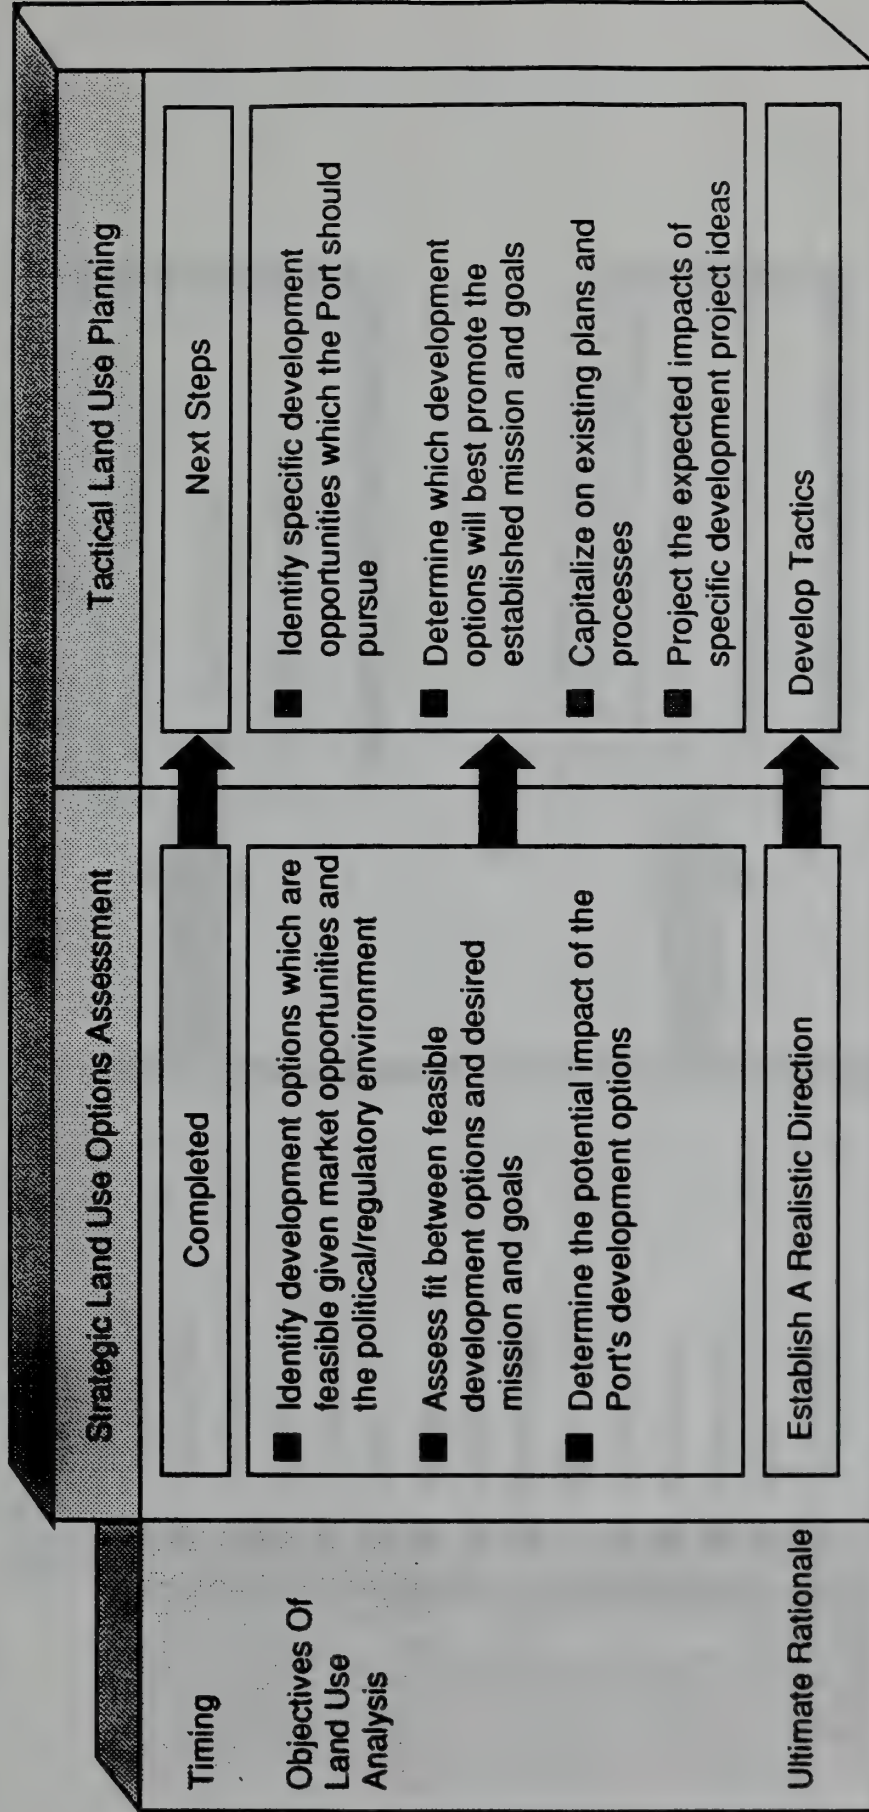 Strategic Land Use Options Assessment
Tactical Land Use Planning
Timing
Completed
Next Steps
Objectives Of
Land Use
Analysis
■ Identify development options which are
feasible given market opportunities and
the political/regulatory environment
■ Assess fit between feasible
development options and desired
mission and goals
■ Determine the potential impact of the
Port's development options
■ Identify specific development
opportunities which the Port should
pursue
■ Determine which development
options will best promote the
established mission and goals
■ Capitalize on existing plans and
processes
■ Project the expected impacts of
specific development project ideas
Ultimate Rationale
Establish A Realistic Direction
Develop Tactics